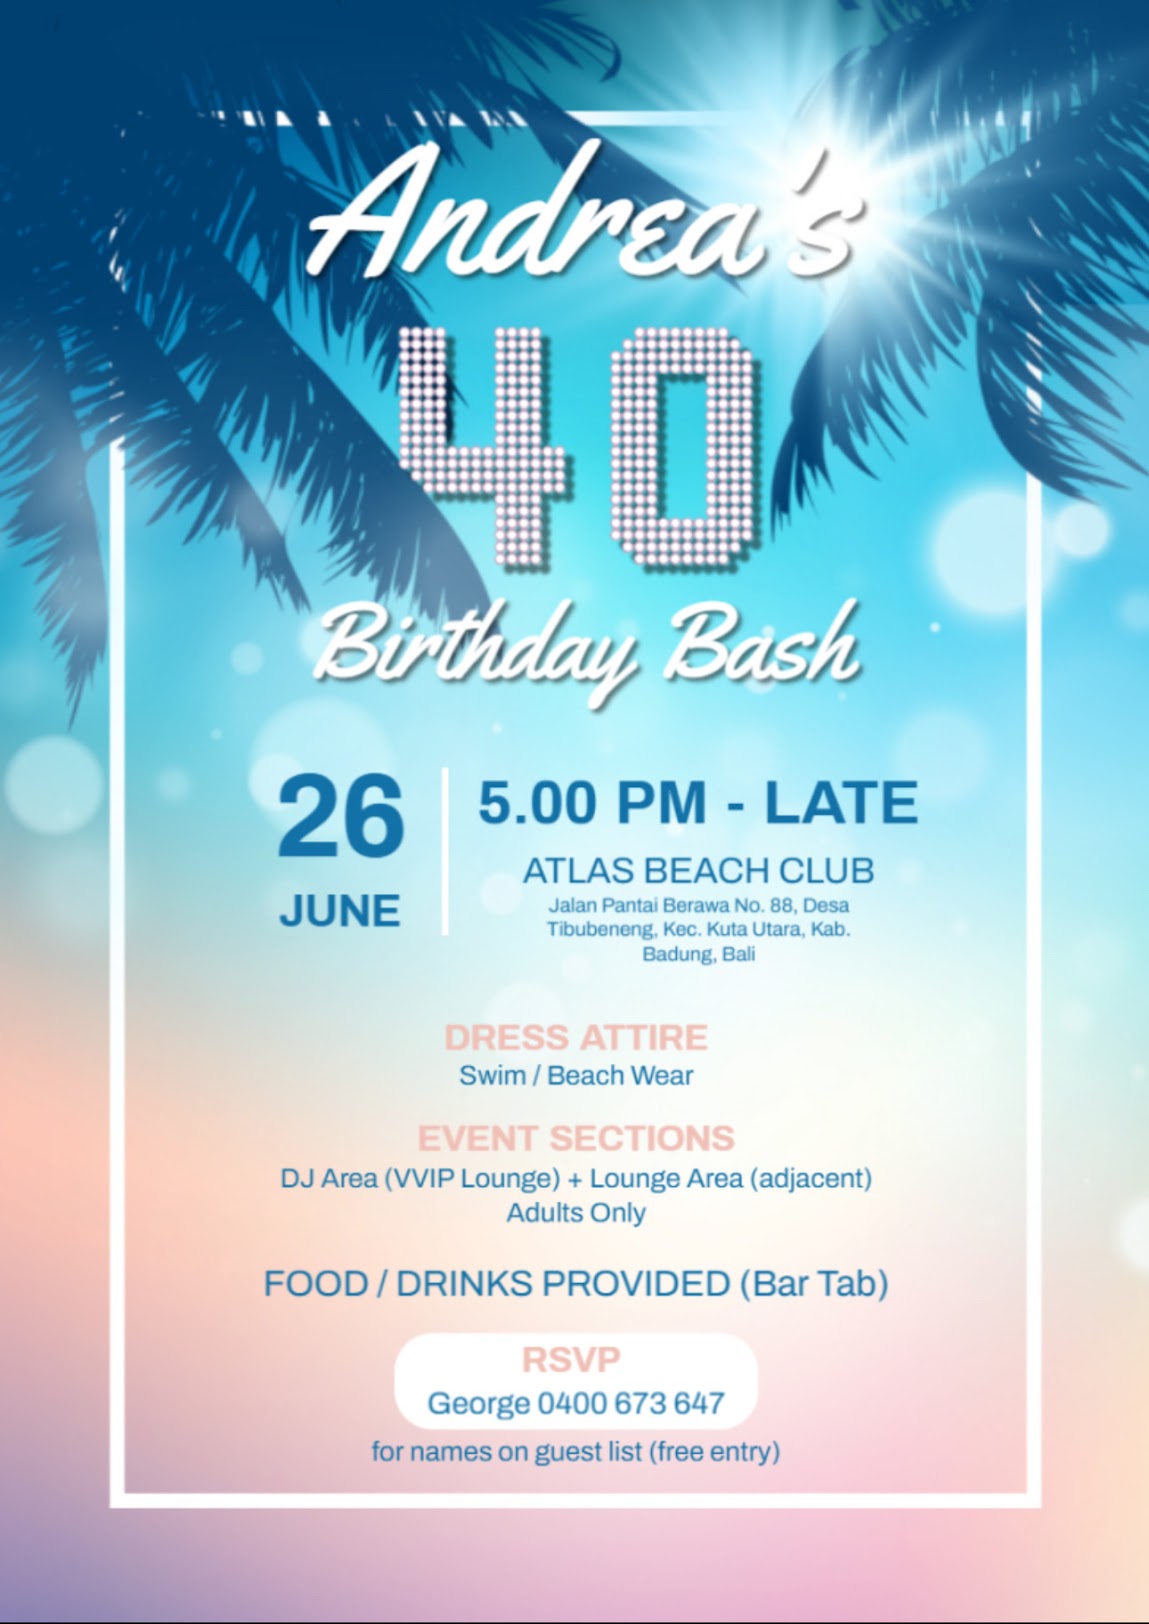 Andrea's
40
Birthday Bash
26
JUNE
5.00 PM - LATE
ATLAS BEACH CLUB
Jalan Pantai Berawa No. 88, Desa
Tibubeneng, Kec. Kuta Utara, Kab.
Badung, Bali
DRESS ATTIRE
Swim / Beach Wear
EVENT SECTIONS
DJ Area (VVIP Lounge) + Lounge Area (adjacent)
Adults Only
FOOD / DRINKS PROVIDED (Bar Tab)
RSVP
George 0400 673 647
for names on guest list (free entry)